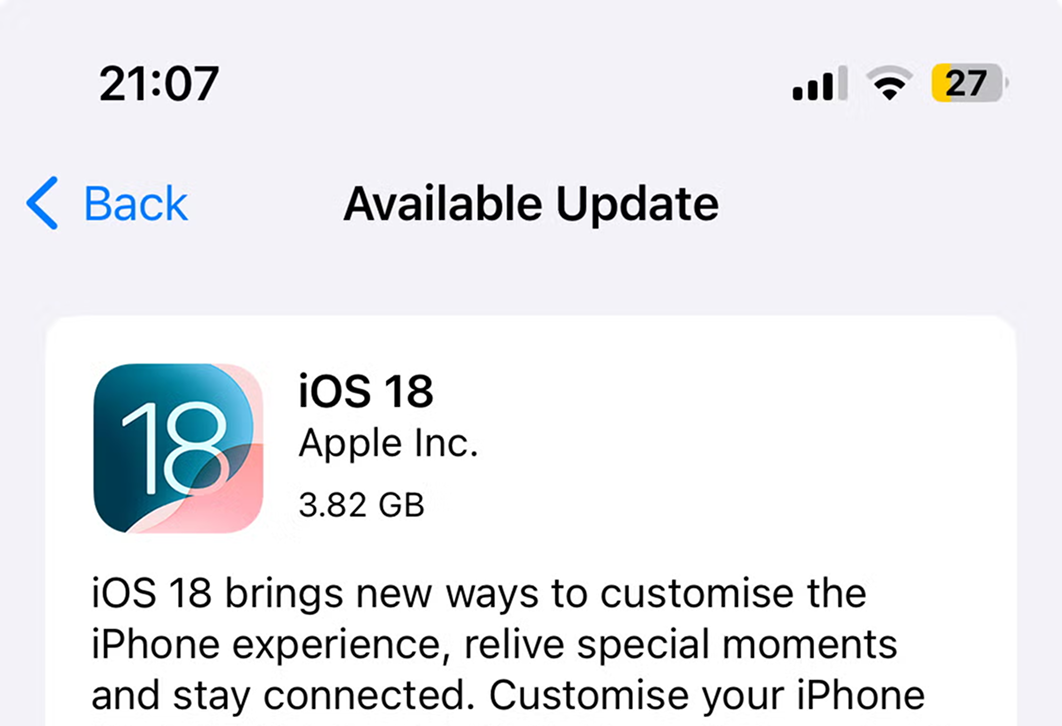 21:07 27
Back Available Update
18
iOS 18
Apple Inc.
3.82 GB
iOS 18 brings new ways to customise the
iPhone experience, relive special moments
and stay connected. Customise your iPhone